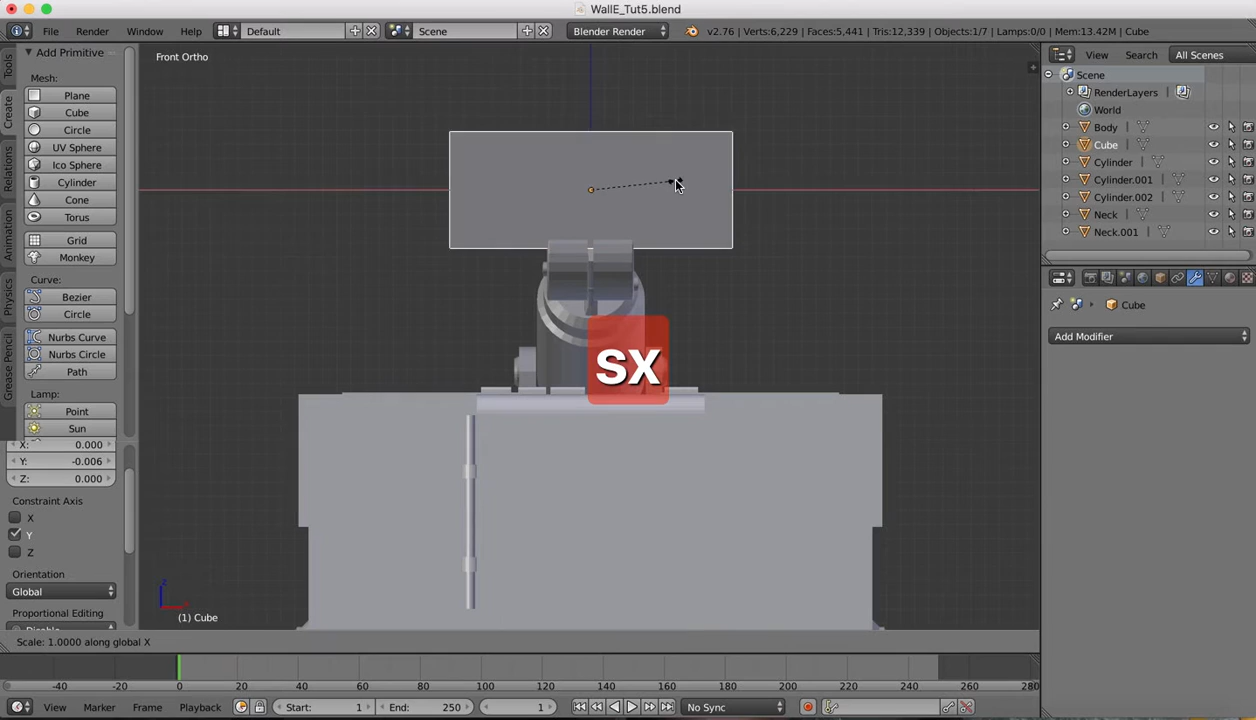 WallE_Tut5.blend
File Render Window Help Default Scene Blender Render v2.76 | Verts:6,229 | Faces:5,441 | Tris:12,339 | Objects:1/7 | Lamps:0/0 | Mem:13.42M | Cube
Add Primitive
Mesh:
Plane
Cube
Circle
UV Sphere
Ico Sphere
Cylinder
Cone
Torus
Grid
Monkey
Curve:
Bezier
Circle
Nurbs Curve
Nurbs Circle
Path
Lamp:
Point
Sun
X: 0.000
Y: -0.006
Z: 0.000
Constraint Axis
X
Y
Z
Orientation
Global
Proportional Editing
Tools
Create
Relations
Animation
Physics
Grease Pencil
Front Ortho
SX
(1) Cube
Scale: 1.0000 along global X
View Search All Scenes
Scene
RenderLayers
World
Body
Cube
Cylinder
Cylinder.001
Cylinder.002
Neck
Neck.001
Cube
Add Modifier
-40 -20 0 20 40 60 80 100 120 140 160 180 200 220 240 260 280
View Marker Frame Playback Start: 1 End: 250 1 No Sync